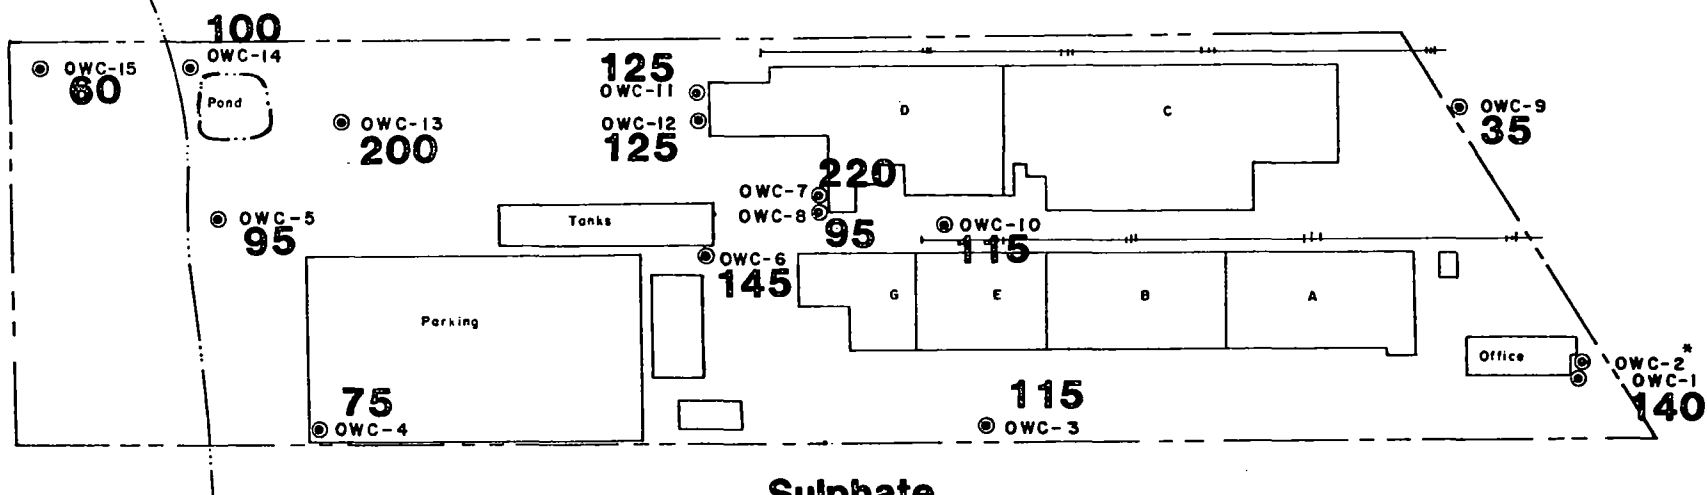 100
OWC-14
OWC-15
60
Pond
125
OWC-11
OWC-12
125
OWC-13
200
D
C
OWC-9
35
220
OWC-7
OWC-8
95
OWC-5
95
Tanks
OWC-10
115
OWC-6
145
G
E
B
A
Parking
Office
OWC-2*
OWC-1
140
75
OWC-4
115
OWC-3
Sulphate